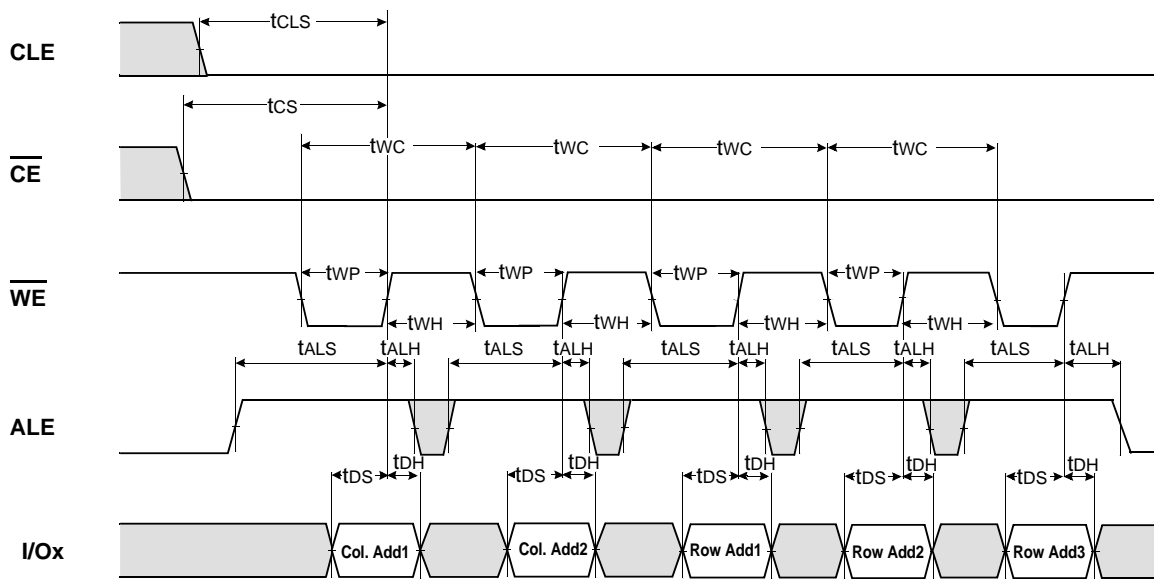 CLE
tCLS
tCS
CE
tWC tWC tWC tWC
WE
tWP tWP tWP tWP
tWH tWH tWH tWH
tALS tALH tALS tALH tALS tALH tALS tALH tALS tALH
ALE
tDS tDH tDS tDH tDS tDH tDS tDH tDS tDH
I/Ox Col. Add1 Col. Add2 Row Add1 Row Add2 Row Add3